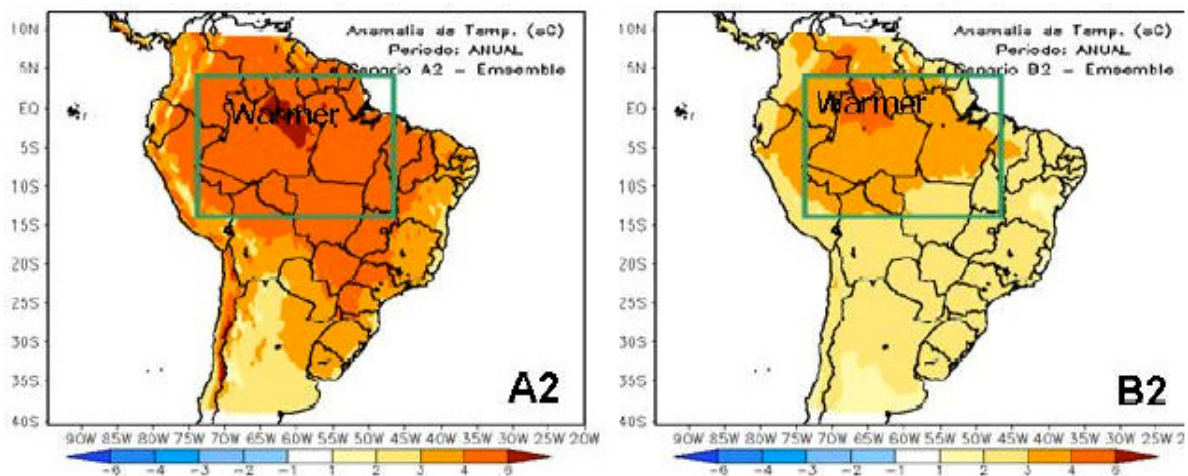 Anomalia de Temp. (oC)
Periodo: ANUAL
Cenario A2 – Emsemble
10N
5N
EQ
5S
10S
15S
20S
25S
30S
35S
40S
Warmer
A2
90W 85W 80W 75W 70W 65W 60W 55W 50W 45W 40W 35W 30W 25W 20W
-6 -4 -3 -2 -1 1 2 3 4 6
Anomalia de Temp. (oC)
Periodo: ANUAL
Cenario B2 – Emsemble
10N
5N
EQ
5S
10S
15S
20S
25S
30S
35S
40S
Warmer
B2
90W 85W 80W 75W 70W 65W 60W 55W 50W 45W 40W 35W 30W 25W
-6 -4 -3 -2 -1 1 2 3 4 6